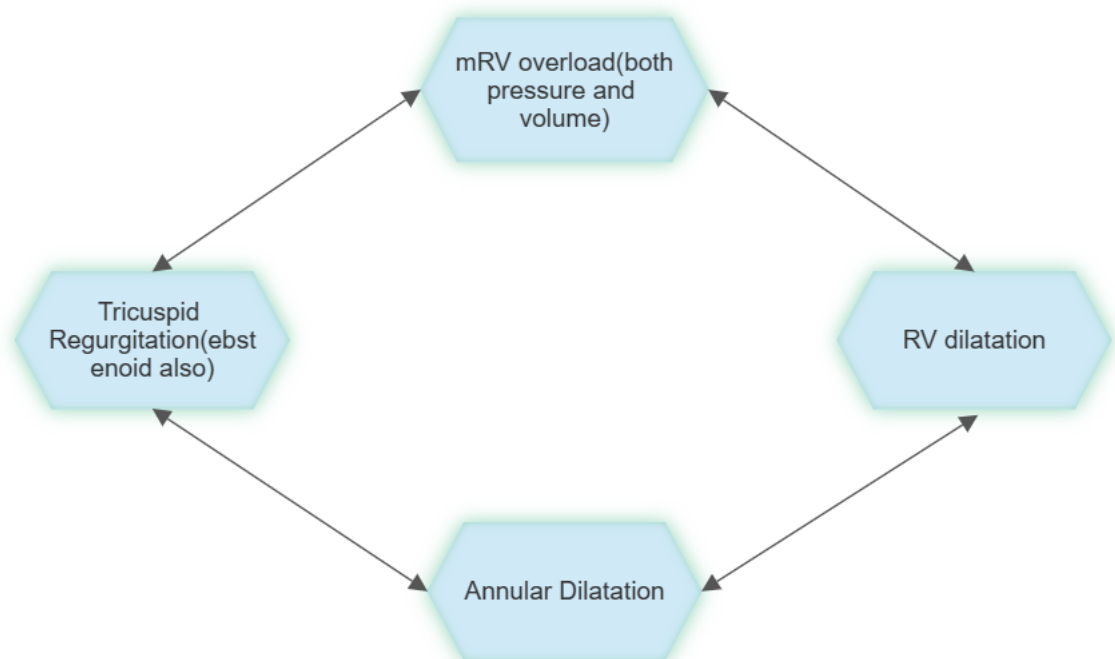 mRV overload(both
pressure and
volume)
Tricuspid
Regurgitation(ebst
enoid also)
RV dilatation
Annular Dilatation